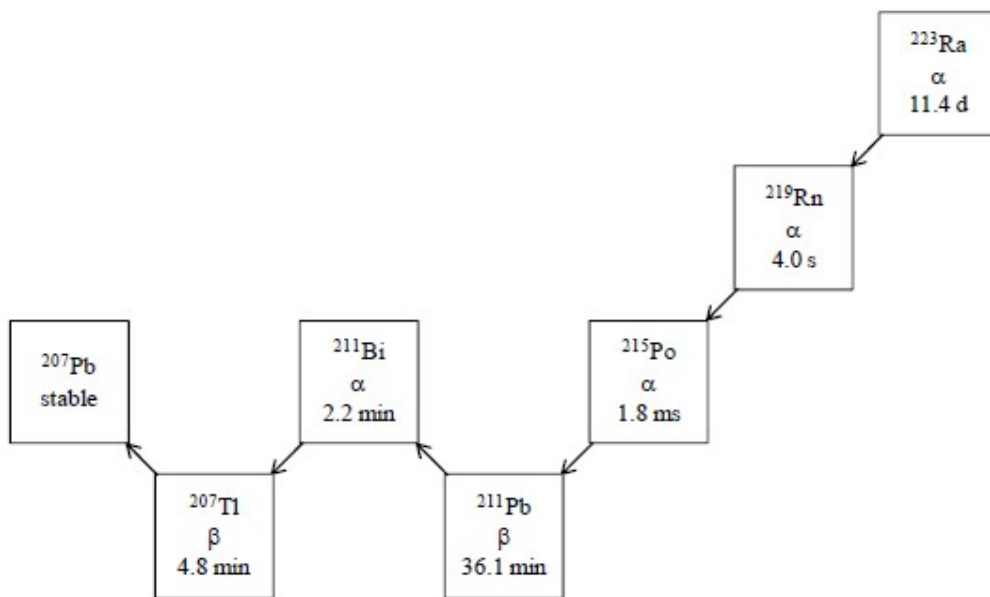 ²²³Ra
α
11.4 d
²¹⁹Rn
α
4.0 s
²⁰⁷Pb
stable
²¹¹Bi
α
2.2 min
²¹⁵Po
α
1.8 ms
²⁰⁷Tl
β
4.8 min
²¹¹Pb
β
36.1 min